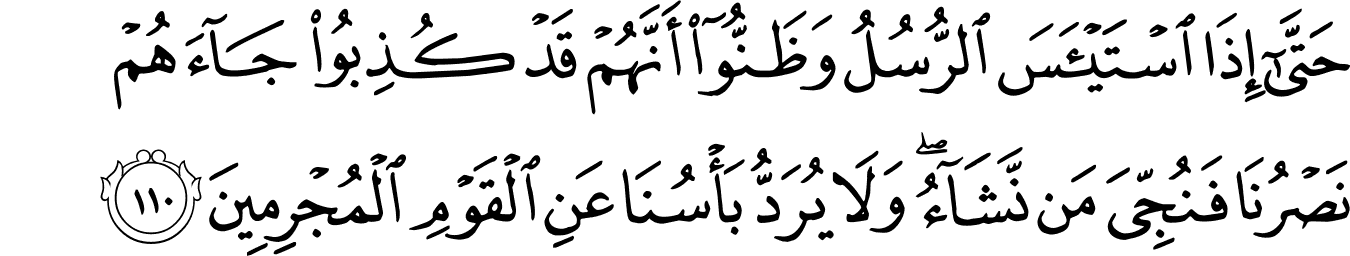 حَتَّىٰٓ إِذَا ٱسْتَيْـَٔسَ ٱلرُّسُلُ وَظَنُّوٓا۟ أَنَّهُمْ قَدْ كُذِبُوا۟ جَآءَهُمْ
نَصْرُنَا فَنُجِّىَ مَن نَّشَآءُ ۖ وَلَا يُرَدُّ بَأْسُنَا عَنِ ٱلْقَوْمِ ٱلْمُجْرِمِينَ ١١٠